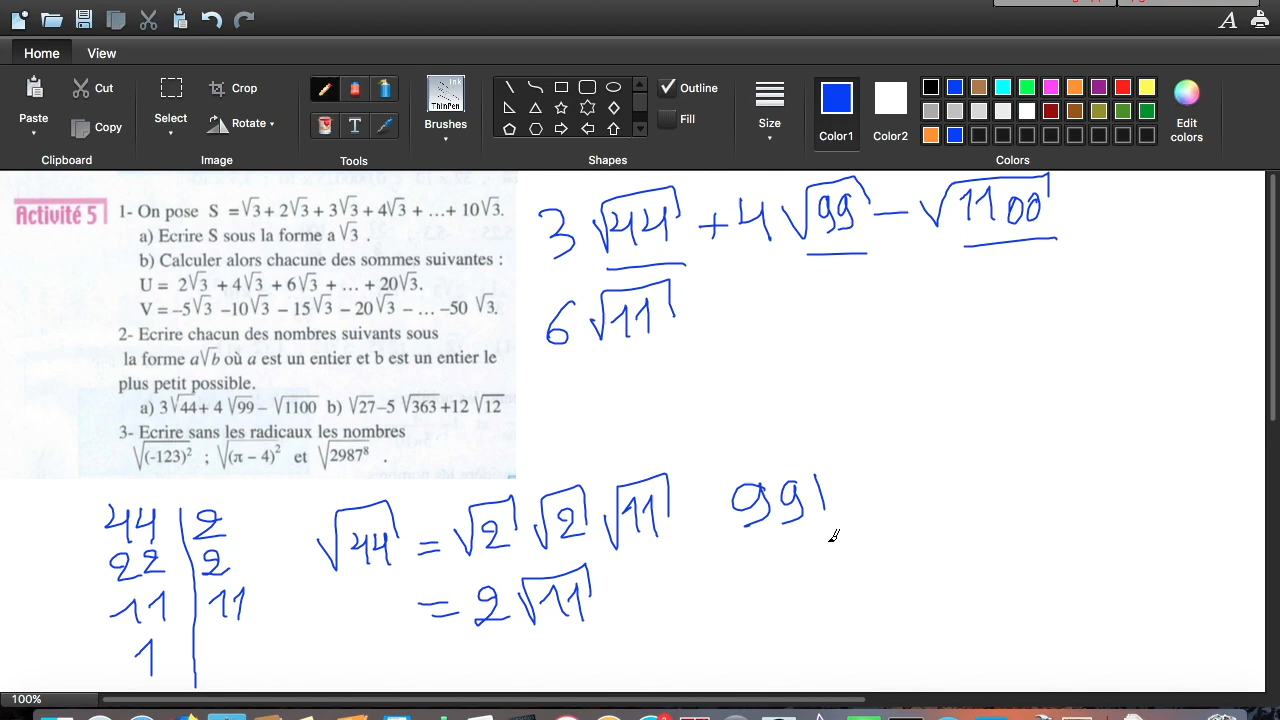 Home
View
Paste
Cut
Copy
Clipboard
Select
Crop
Rotate
Image
Tools
Ink
ThinPen
Brushes
Outline
Fill
Shapes
Size
Color1
Color2
Edit
colors
Colors
A
T
Activité 5
1- On pose S =√3 + 2√3 + 3√3 + 4√3 + ...+ 10√3.
a) Ecrire S sous la forme a √3 .
b) Calculer alors chacune des sommes suivantes :
U = 2√3 + 4√3 + 6√3 + ... + 20√3.
V = –5√3 –10√3 – 15√3 – 20√3 – ... –50 √3.
2- Ecrire chacun des nombres suivants sous
la forme a√b où a est un entier et b est un entier le
plus petit possible.
a) 3√44+ 4 √99 – √1100 b) √27–5 √363 +12 √12
3- Ecrire sans les radicaux les nombres
√(-123)² ; √(π – 4)² et √2987⁸ .
3 √44 + 4 √99 – √1100
6 √11
44 | 2
22 | 2
11 | 11
1 |
√44 = √2 √2 √11
= 2 √11
99 |
100%